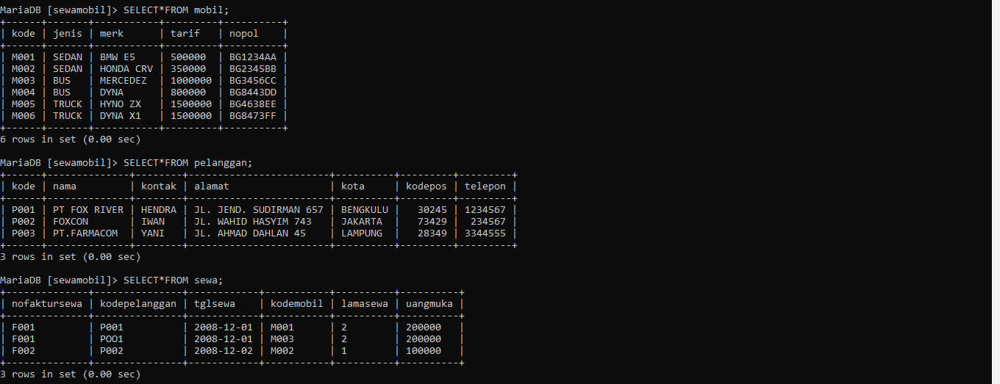 MariaDB [sewamobil]> SELECT*FROM mobil;
+------+-------+-----------+---------+----------+
| kode | jenis | merk      | tarif   | nopol    |
+------+-------+-----------+---------+----------+
| M001 | SEDAN | BMW E5    | 500000  | BG1234AA |
| M002 | SEDAN | HONDA CRV | 350000  | BG2345BB |
| M003 | BUS   | MERCEDEZ  | 1000000 | BG3456CC |
| M004 | BUS   | DYNA      | 800000  | BG8443DD |
| M005 | TRUCK | HYNO ZX   | 1500000 | BG4638EE |
| M006 | TRUCK | DYNA X1   | 1500000 | BG8473FF |
+------+-------+-----------+---------+----------+
6 rows in set (0.00 sec)

MariaDB [sewamobil]> SELECT*FROM pelanggan;
+------+--------------+--------+------------------------+----------+---------+---------+
| kode | nama         | kontak | alamat                 | kota     | kodepos | telepon |
+------+--------------+--------+------------------------+----------+---------+---------+
| P001 | PT FOX RIVER | HENDRA | JL. JEND. SUDIRMAN 657 | BENGKULU |   30245 | 1234567 |
| P002 | FOXCON       | IWAN   | JL. WAHID HASYIM 743   | JAKARTA  |   73429 |  234567 |
| P003 | PT.FARMACOM  | YANI   | JL. AHMAD DAHLAN 45    | LAMPUNG  |   28349 | 3344555 |
+------+--------------+--------+------------------------+----------+---------+---------+
3 rows in set (0.00 sec)

MariaDB [sewamobil]> SELECT*FROM sewa;
+--------------+---------------+------------+-----------+----------+----------+
| nofaktursewa | kodepelanggan | tglsewa    | kodemobil | lamasewa | uangmuka |
+--------------+---------------+------------+-----------+----------+----------+
| F001         | P001          | 2008-12-01 | M001      | 2        | 200000   |
| F001         | POO1          | 2008-12-01 | M003      | 2        | 200000   |
| F002         | P002          | 2008-12-02 | M002      | 1        | 100000   |
+--------------+---------------+------------+-----------+----------+----------+
3 rows in set (0.00 sec)